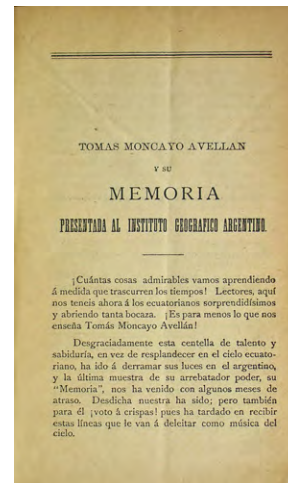 TOMAS MONCAYO AVELLAN
Y SU
MEMORIA
PRESENTADA AL INSTITUTO GEOGRAFICO ARGENTINO.
¡Cuántas cosas admirables vamos aprendiendo
á medida que trascurren los tiempos! Lectores, aquí
nos teneis ahora á los ecuatorianos sorprendidísimos
y abriendo tanta bocaza. ¡Es para menos lo que nos
enseña Tomás Moncayo Avellán!
Desgraciadamente esta centella de talento y
sabiduría, en vez de resplandecer en el cielo ecuato-
riano, ha ido á derramar sus luces en el argentino,
y la última muestra de su arrebatador poder, su
"Memoria", nos ha venido con algunos meses de
atraso. Desdicha nuestra ha sido; pero también
para él ¡voto á crispas! pues ha tardado en recibir
estas líneas que le van á deleitar como música del
cielo.